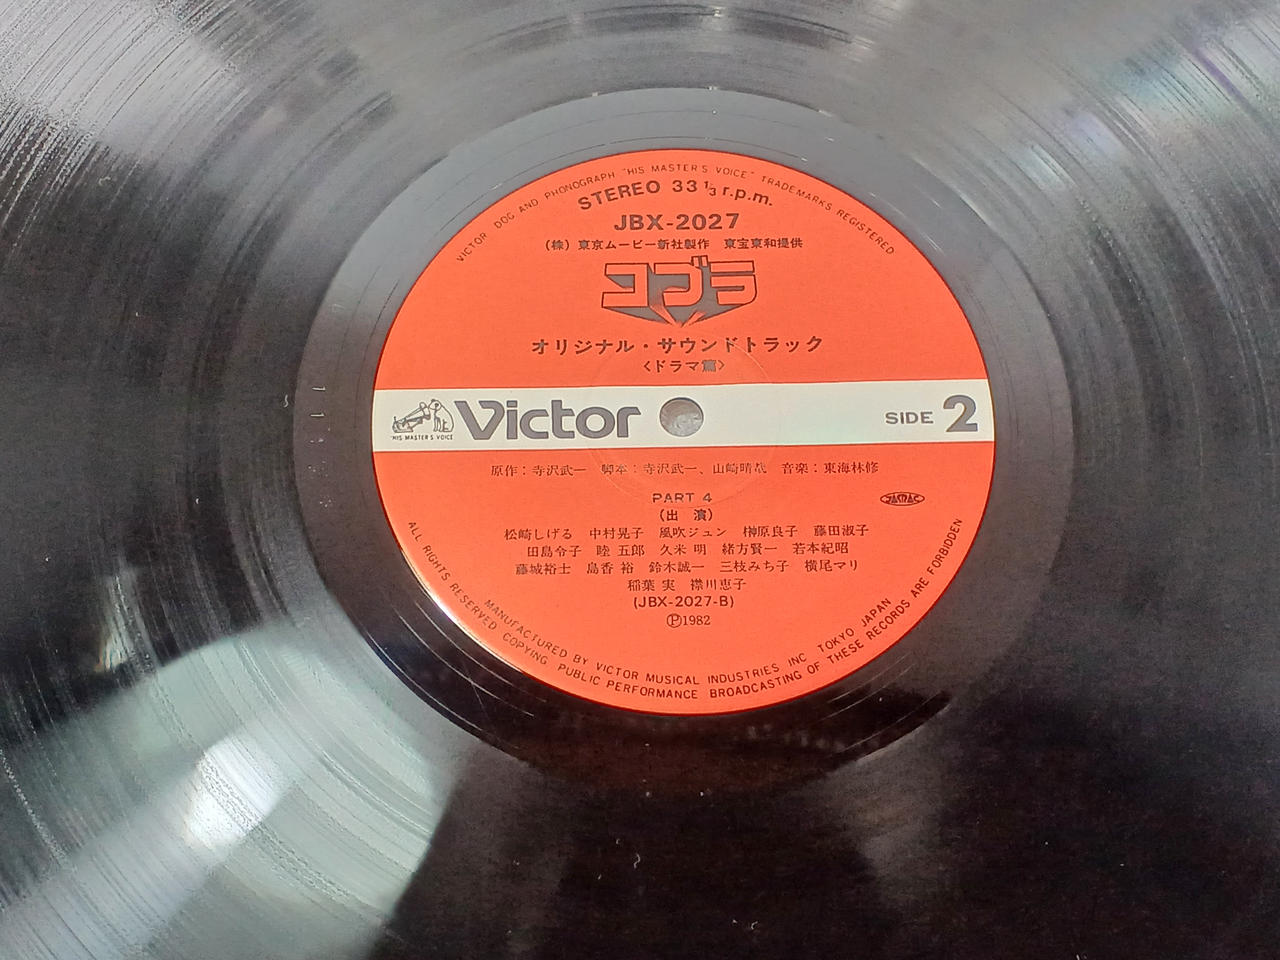 VICTOR DOG AND PHONOGRAPH "HIS MASTER'S VOICE" TRADEMARKS REGISTERED
STEREO 33 1/3 r.p.m.
JBX-2027
(株)東京ムービー新社製作 東宝東和提供
コブラ
オリジナル・サウンドトラック
〈ドラマ篇〉
"HIS MASTER'S VOICE" Victor SIDE 2
原作:寺沢武一 脚本:寺沢武一、山崎晴哉 音楽:東海林修
PART 4
JASRAC
(出 演)
松崎しげる 中村晃子 風吹ジュン 榊原良子 藤田淑子
田島令子 睦 五郎 久米 明 緒方賢一 若本紀昭
藤城裕士 島香 裕 鈴木誠一 三枝みち子 横尾マリ
稲葉 実 襟川恵子
(JBX-2027-B)
Ⓟ1982
MANUFACTURED BY VICTOR MUSICAL INDUSTRIES INC TOKYO JAPAN
ALL RIGHTS RESERVED COPYING PUBLIC PERFORMANCE BROADCASTING OF THESE RECORDS ARE FORBIDDEN